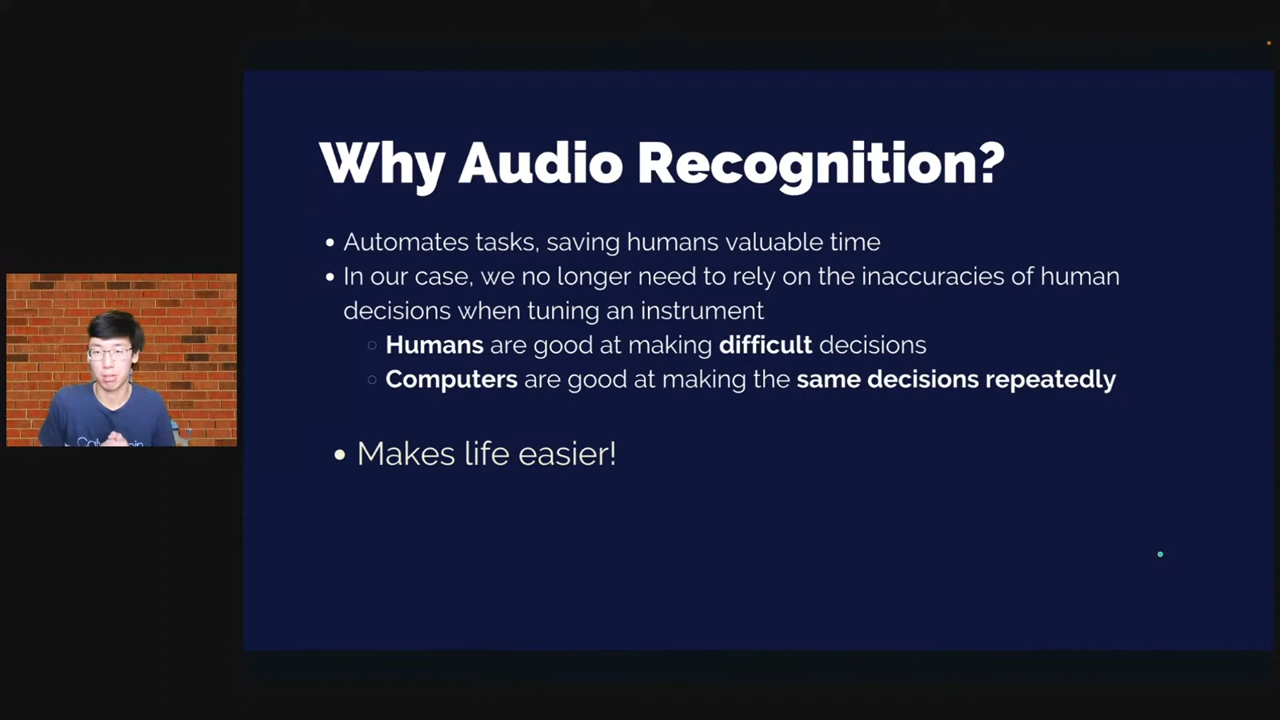 Why Audio Recognition?
• Automates tasks, saving humans valuable time
• In our case, we no longer need to rely on the inaccuracies of human
decisions when tuning an instrument
○ Humans are good at making difficult decisions
○ Computers are good at making the same decisions repeatedly
• Makes life easier!